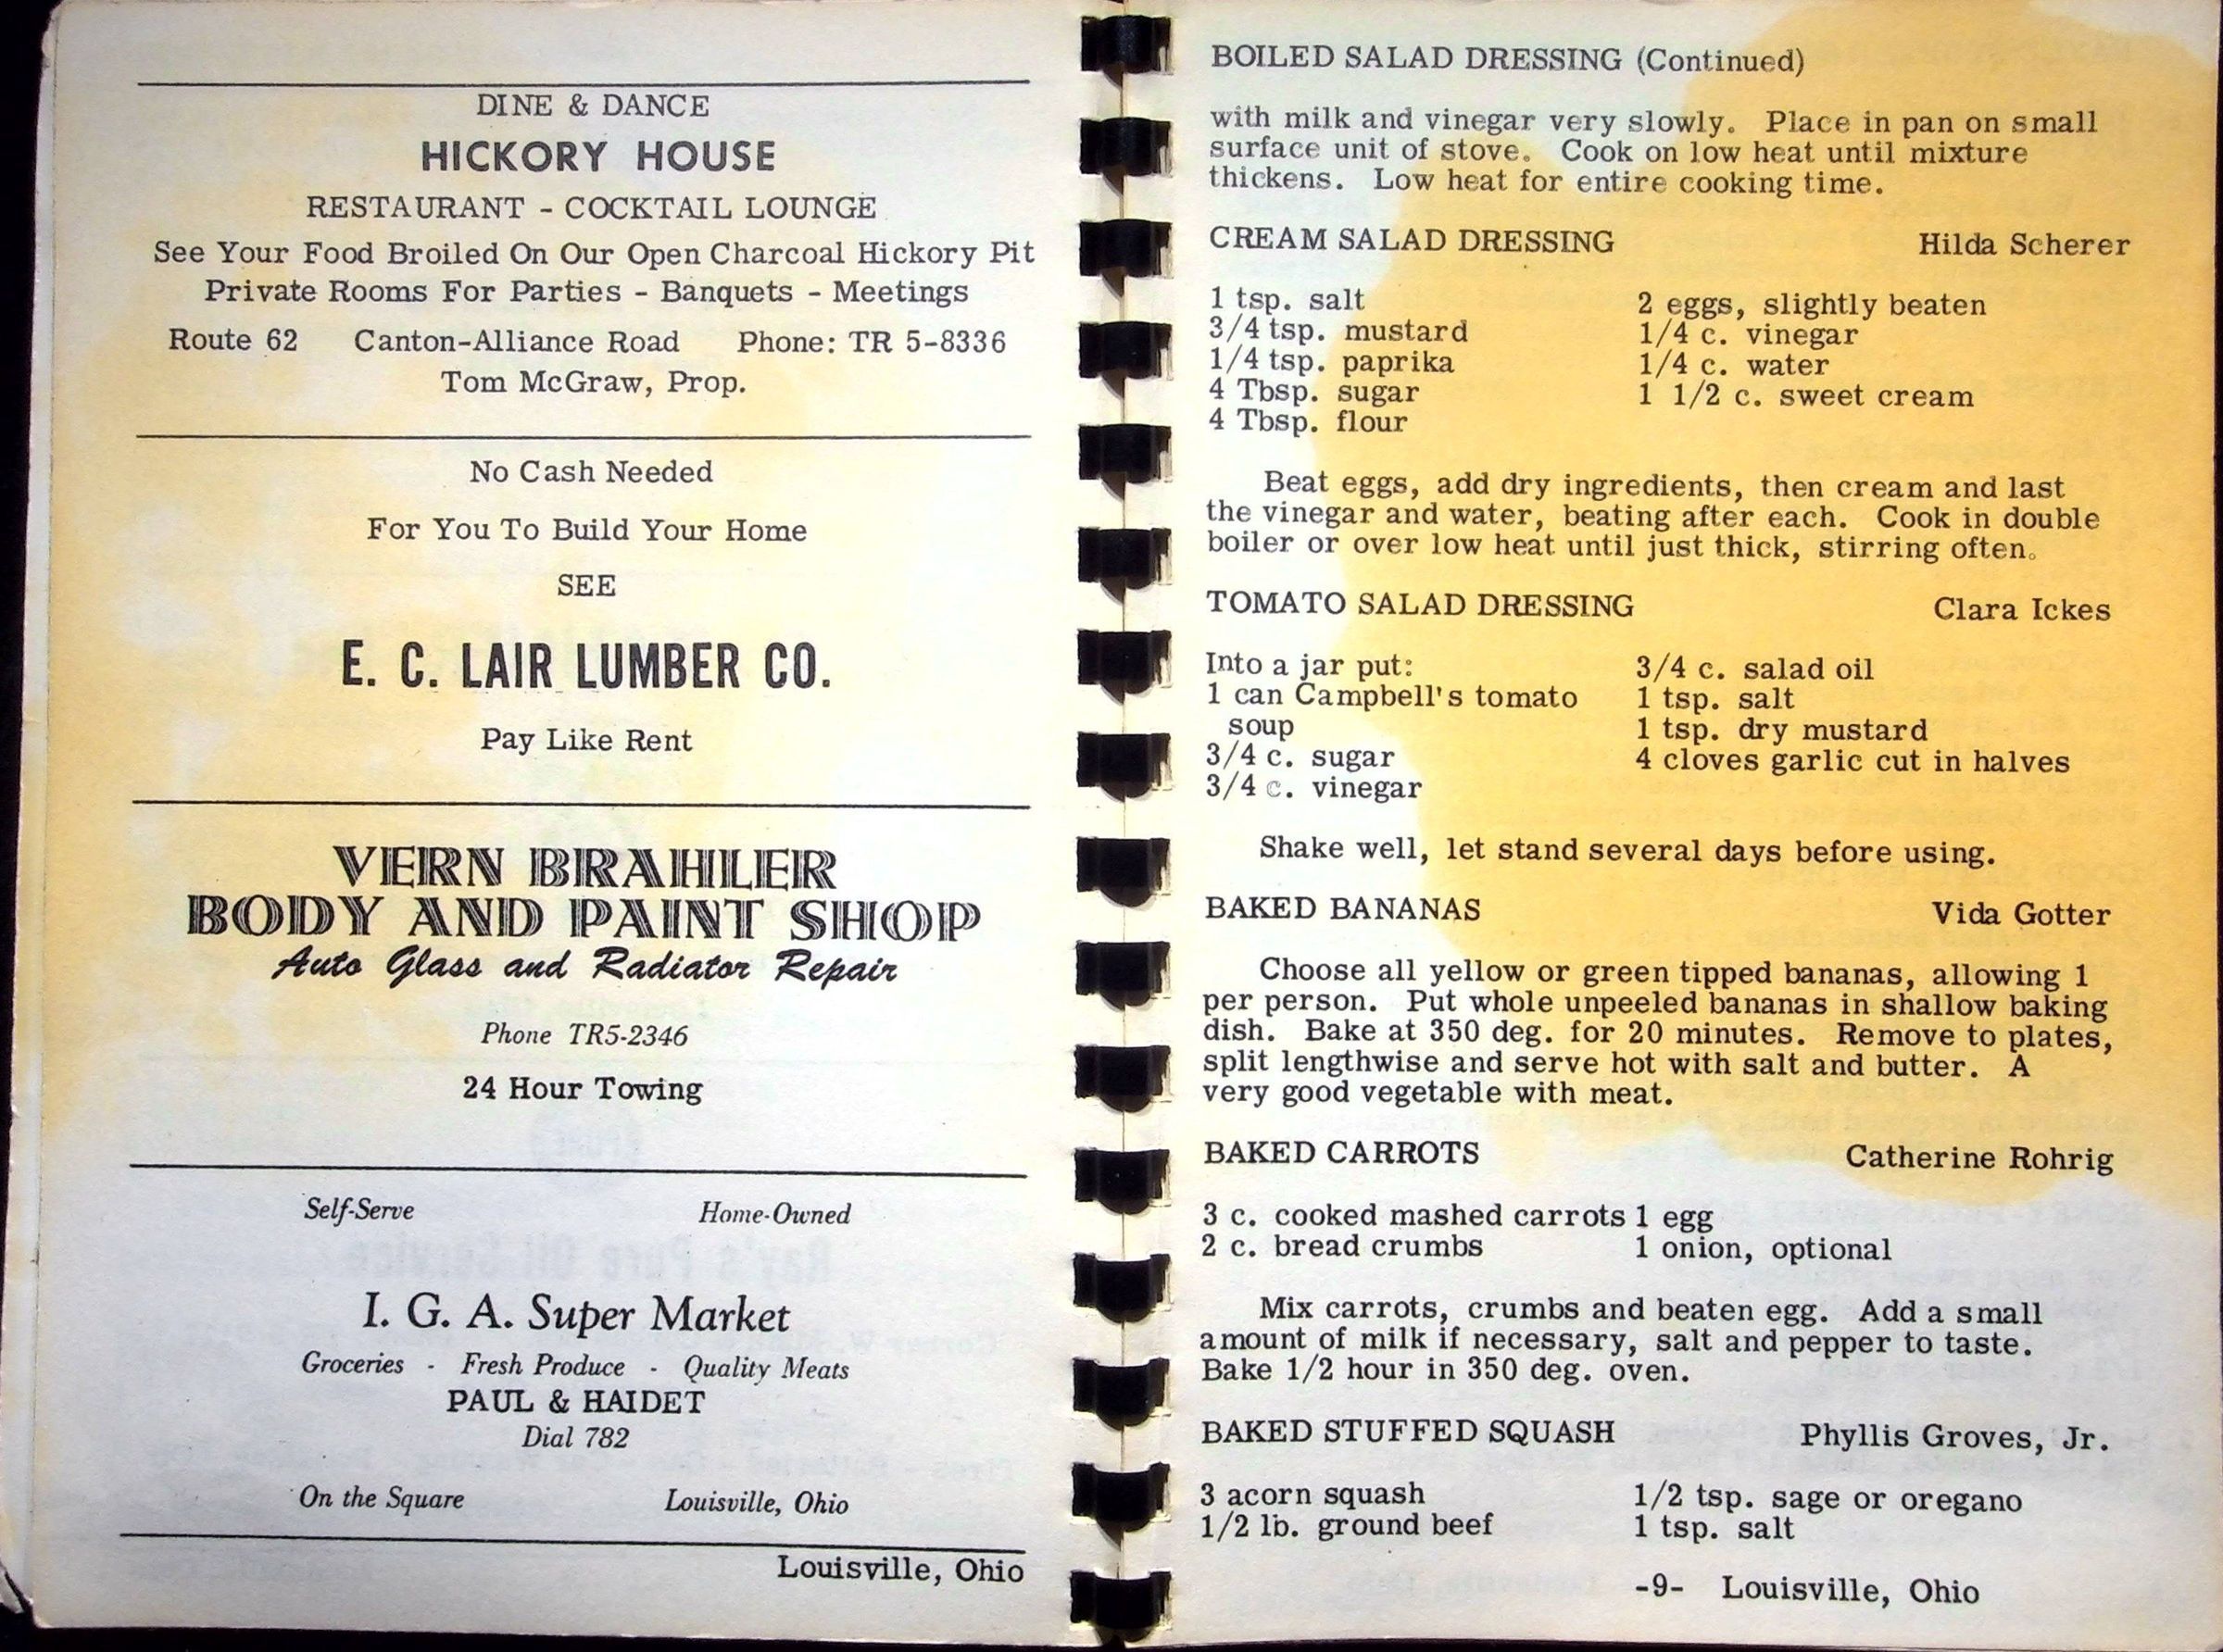 DINE & DANCE
HICKORY HOUSE
RESTAURANT - COCKTAIL LOUNGE
See Your Food Broiled On Our Open Charcoal Hickory Pit
Private Rooms For Parties - Banquets - Meetings
Route 62 Canton-Alliance Road Phone: TR 5-8336
Tom McGraw, Prop.
No Cash Needed
For You To Build Your Home
SEE
E. C. LAIR LUMBER CO.
Pay Like Rent
VERN BRAHLER
BODY AND PAINT SHOP
Auto Glass and Radiator Repair
Phone TR5-2346
24 Hour Towing
Self-Serve Home-Owned
I. G. A. Super Market
Groceries - Fresh Produce - Quality Meats
PAUL & HAIDET
Dial 782
On the Square Louisville, Ohio
Louisville, Ohio
BOILED SALAD DRESSING (Continued)
with milk and vinegar very slowly. Place in pan on small
surface unit of stove. Cook on low heat until mixture
thickens. Low heat for entire cooking time.
CREAM SALAD DRESSING Hilda Scherer
1 tsp. salt 2 eggs, slightly beaten
3/4 tsp. mustard 1/4 c. vinegar
1/4 tsp. paprika 1/4 c. water
4 Tbsp. sugar 1 1/2 c. sweet cream
4 Tbsp. flour
Beat eggs, add dry ingredients, then cream and last
the vinegar and water, beating after each. Cook in double
boiler or over low heat until just thick, stirring often.
TOMATO SALAD DRESSING Clara Ickes
Into a jar put: 3/4 c. salad oil
1 can Campbell's tomato 1 tsp. salt
soup 1 tsp. dry mustard
3/4 c. sugar 4 cloves garlic cut in halves
3/4 c. vinegar
Shake well, let stand several days before using.
BAKED BANANAS Vida Gotter
Choose all yellow or green tipped bananas, allowing 1
per person. Put whole unpeeled bananas in shallow baking
dish. Bake at 350 deg. for 20 minutes. Remove to plates,
split lengthwise and serve hot with salt and butter. A
very good vegetable with meat.
BAKED CARROTS Catherine Rohrig
3 c. cooked mashed carrots 1 egg
2 c. bread crumbs 1 onion, optional
Mix carrots, crumbs and beaten egg. Add a small
amount of milk if necessary, salt and pepper to taste.
Bake 1/2 hour in 350 deg. oven.
BAKED STUFFED SQUASH Phyllis Groves, Jr.
3 acorn squash 1/2 tsp. sage or oregano
1/2 lb. ground beef 1 tsp. salt
-9- Louisville, Ohio